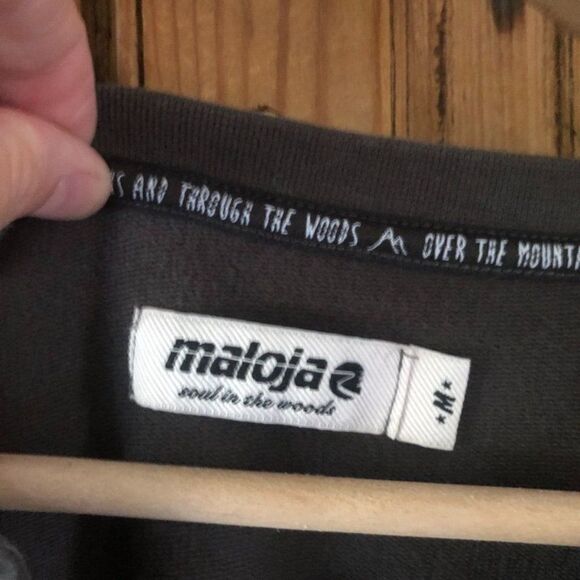 AND THROUGH THE WOODS OVER THE
maloja
soul in the woods
*M*